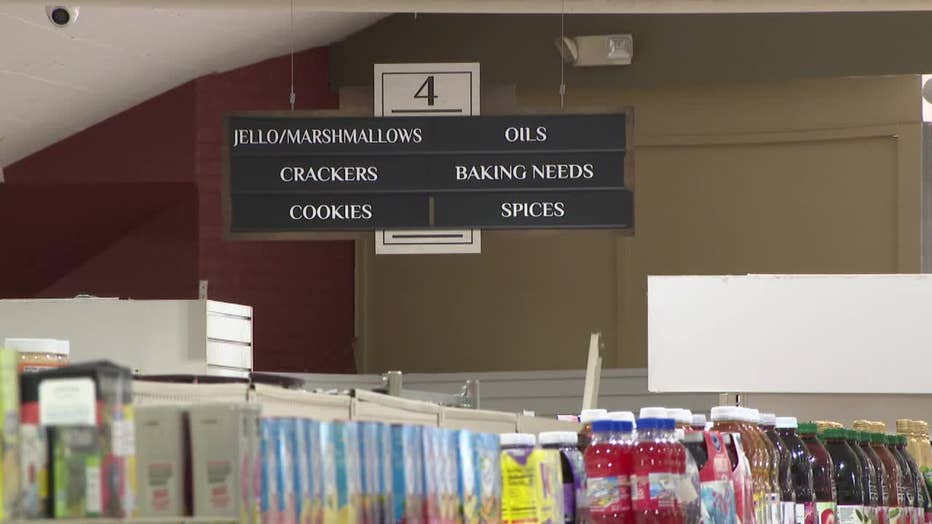 4
JELLO/MARSHMALLOWS OILS
CRACKERS BAKING NEEDS
COOKIES SPICES